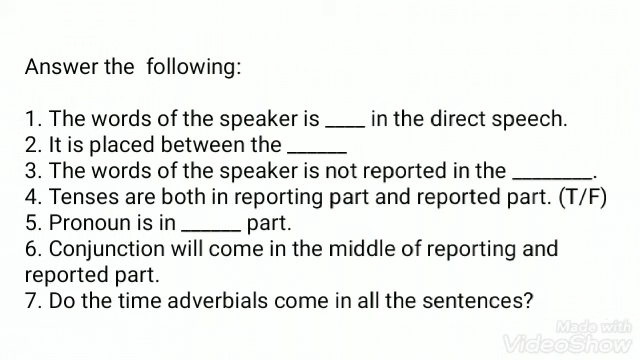 Answer the following:
1. The words of the speaker is ____ in the direct speech.
2. It is placed between the ______
3. The words of the speaker is not reported in the ________.
4. Tenses are both in reporting part and reported part. (T/F)
5. Pronoun is in ______ part.
6. Conjunction will come in the middle of reporting and
reported part.
7. Do the time adverbials come in all the sentences?
Made with
VideoShow